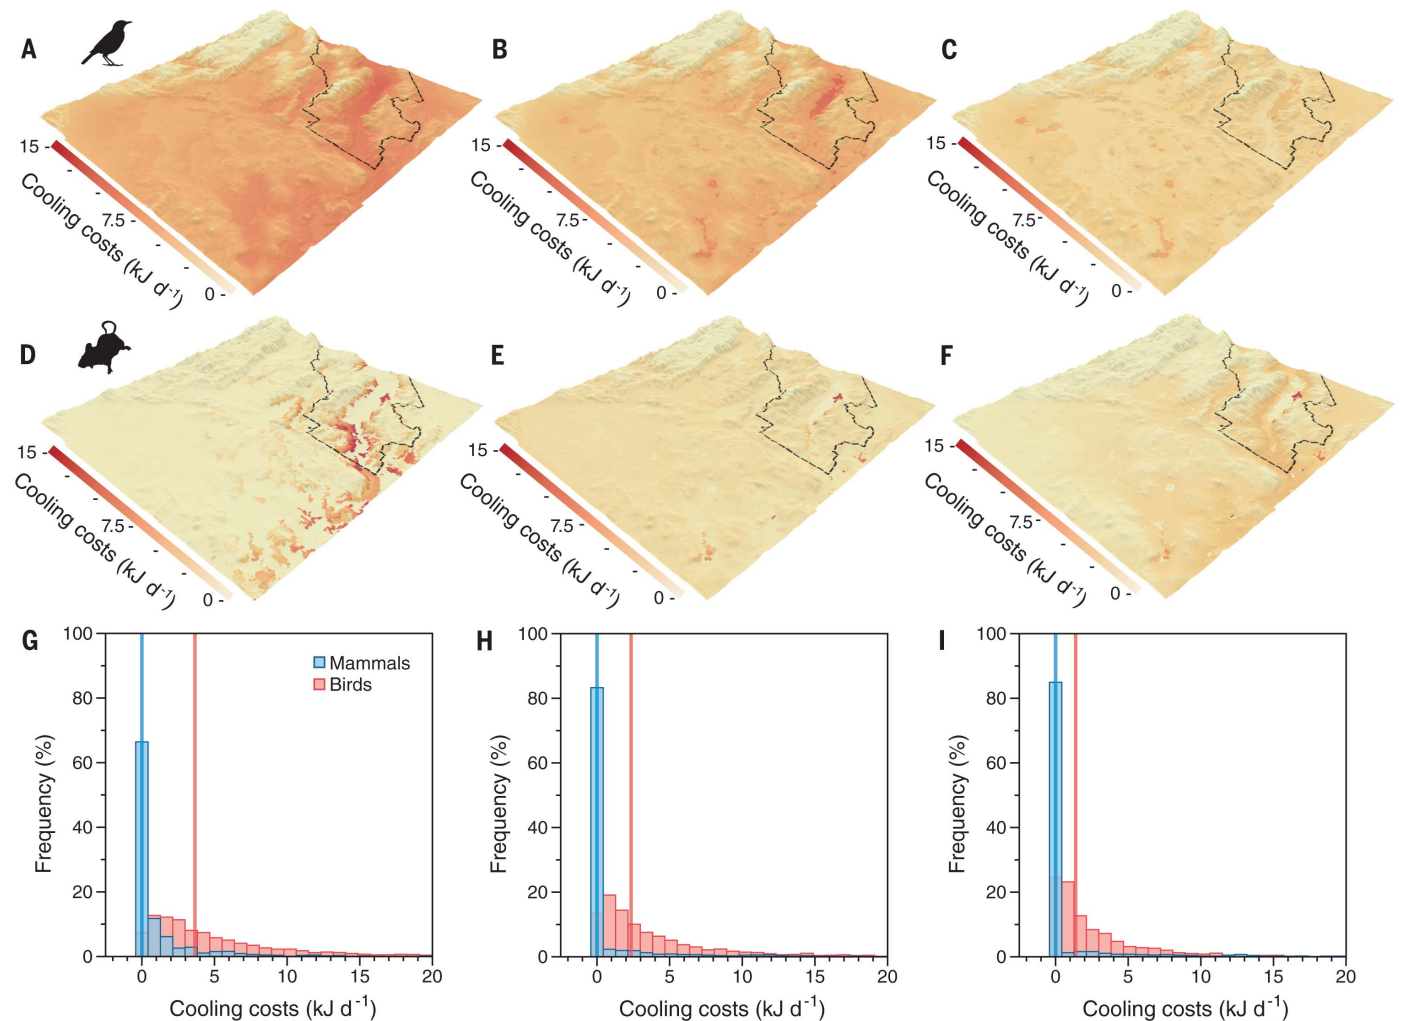 A
B
C
15
7.5
0
Cooling costs (kJ d-1)
15
7.5
0
Cooling costs (kJ d-1)
15
7.5
0
Cooling costs (kJ d-1)
D
E
F
15
7.5
0
Cooling costs (kJ d-1)
15
7.5
0
Cooling costs (kJ d-1)
15
7.5
0
Cooling costs (kJ d-1)
G
100
80
60
40
20
0
Frequency (%)
Mammals
Birds
0 5 10 15 20
Cooling costs (kJ d-1)
H
100
80
60
40
20
0
Frequency (%)
0 5 10 15 20
Cooling costs (kJ d-1)
I
100
80
60
40
20
0
Frequency (%)
0 5 10 15 20
Cooling costs (kJ d-1)